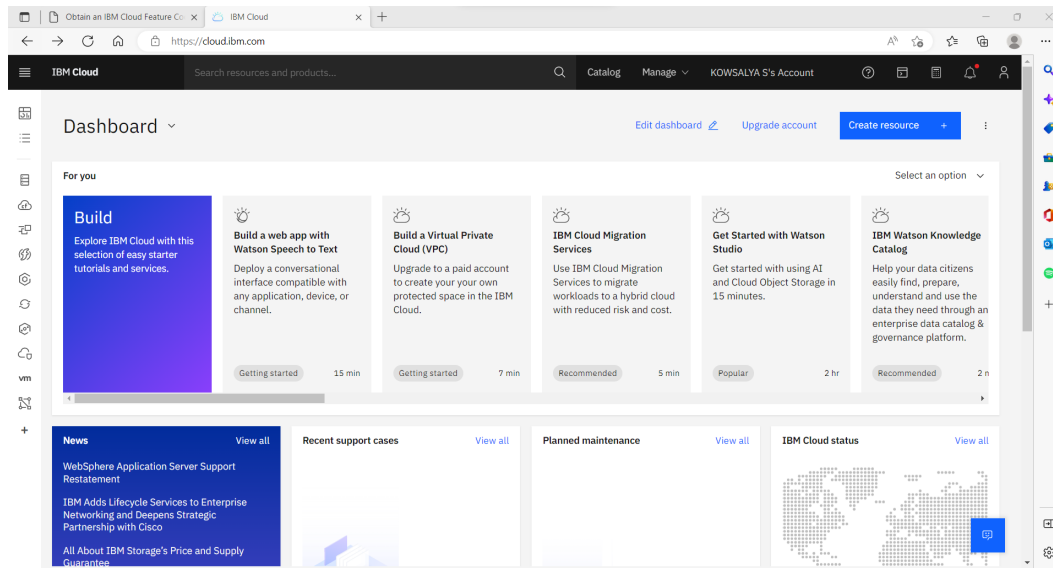 Obtain an IBM Cloud Feature Co
IBM Cloud
https://cloud.ibm.com
IBM Cloud
Search resources and products...
Catalog
Manage
KOWSALYA S's Account
Dashboard
Edit dashboard
Upgrade account
Create resource +
For you
Select an option
Build
Explore IBM Cloud with this
selection of easy starter
tutorials and services.
Build a web app with
Watson Speech to Text
Deploy a conversational
interface compatible with
any application, device, or
channel.
Getting started
15 min
Build a Virtual Private
Cloud (VPC)
Upgrade to a paid account
to create your your own
protected space in the IBM
Cloud.
Getting started
7 min
IBM Cloud Migration
Services
Use IBM Cloud Migration
Services to migrate
workloads to a hybrid cloud
with reduced risk and cost.
Recommended
5 min
Get Started with Watson
Studio
Get started with using AI
and Cloud Object Storage in
15 minutes.
Popular
2 hr
IBM Watson Knowledge
Catalog
Help your data citizens
easily find, prepare,
understand and use the
data they need through an
enterprise data catalog &
governance platform.
Recommended
vm
News
View all
WebSphere Application Server Support
Restatement
IBM Adds Lifecycle Services to Enterprise
Networking and Deepens Strategic
Partnership with Cisco
All About IBM Storage's Price and Supply
Guarantee
Recent support cases
View all
Planned maintenance
View all
IBM Cloud status
View all